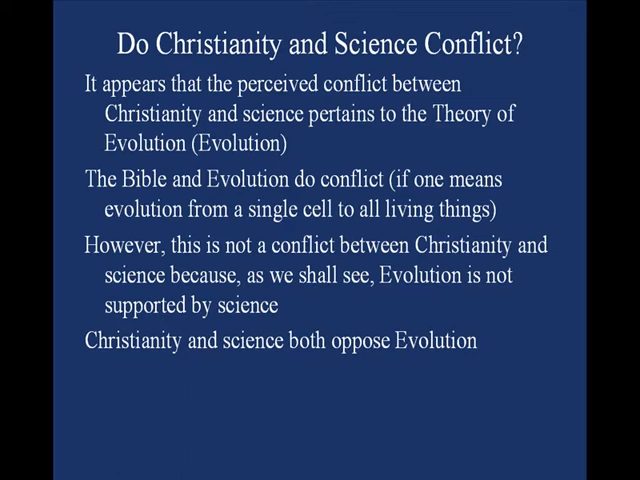 Do Christianity and Science Conflict?
It appears that the perceived conflict between
Christianity and science pertains to the Theory of
Evolution (Evolution)
The Bible and Evolution do conflict (if one means
evolution from a single cell to all living things)
However, this is not a conflict between Christianity and
science because, as we shall see, Evolution is not
supported by science
Christianity and science both oppose Evolution